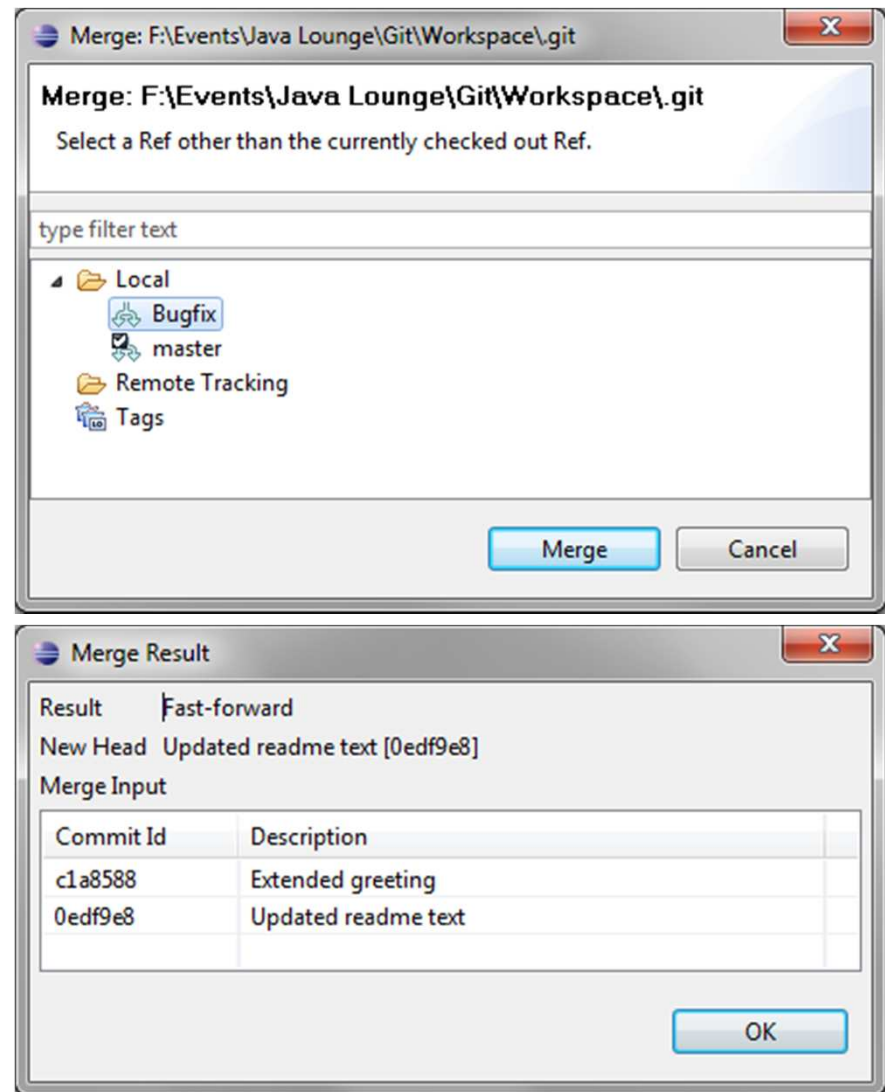 Merge: F:\Events\Java Lounge\Git\Workspace\.git
Merge: F:\Events\Java Lounge\Git\Workspace\.git
Select a Ref other than the currently checked out Ref.
type filter text
Local
Bugfix
master
Remote Tracking
Tags
Merge Cancel
Merge Result
Result Fast-forward
New Head Updated readme text [0edf9e8]
Merge Input
Commit Id Description
c1a8588 Extended greeting
0edf9e8 Updated readme text
OK